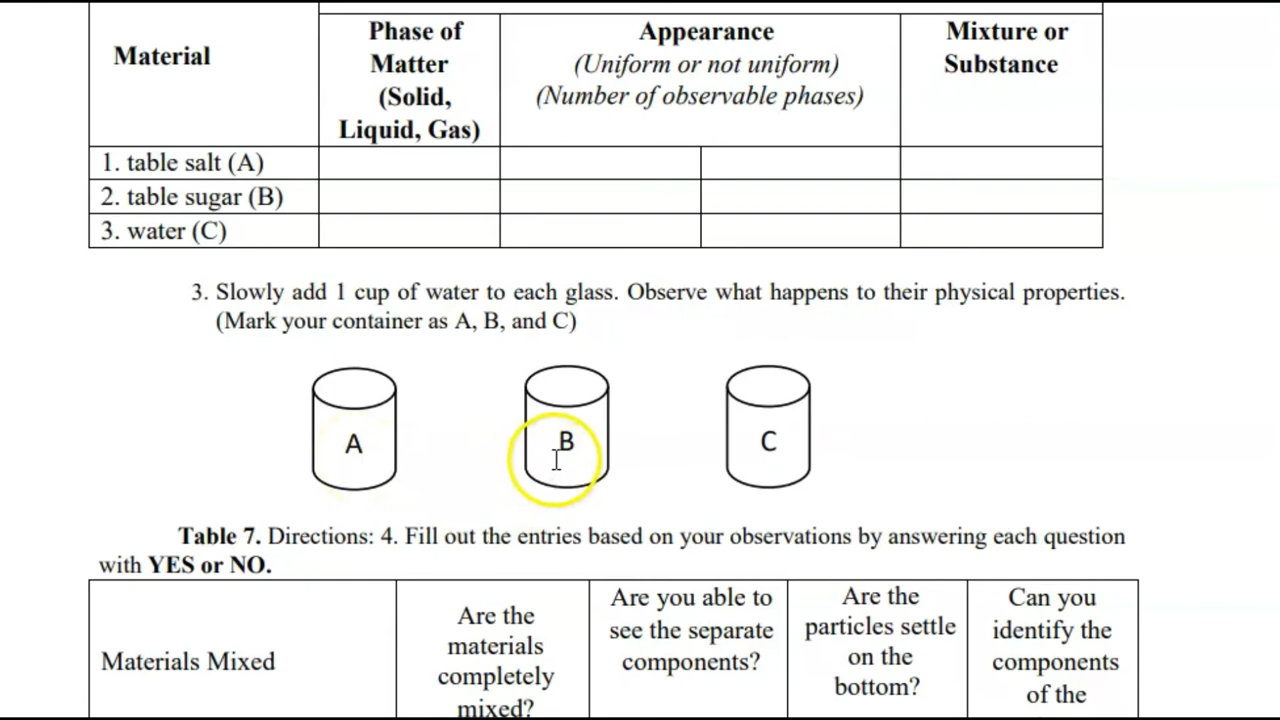 Material
Phase of
Matter
(Solid,
Liquid, Gas)
Appearance
(Uniform or not uniform)
(Number of observable phases)
Mixture or
Substance
1. table salt (A)
2. table sugar (B)
3. water (C)
3. Slowly add 1 cup of water to each glass. Observe what happens to their physical properties.
(Mark your container as A, B, and C)
A
B
C
Table 7. Directions: 4. Fill out the entries based on your observations by answering each question
with YES or NO.
Materials Mixed
Are the
materials
completely
mixed?
Are you able to
see the separate
components?
Are the
particles settle
on the
bottom?
Can you
identify the
components
of the